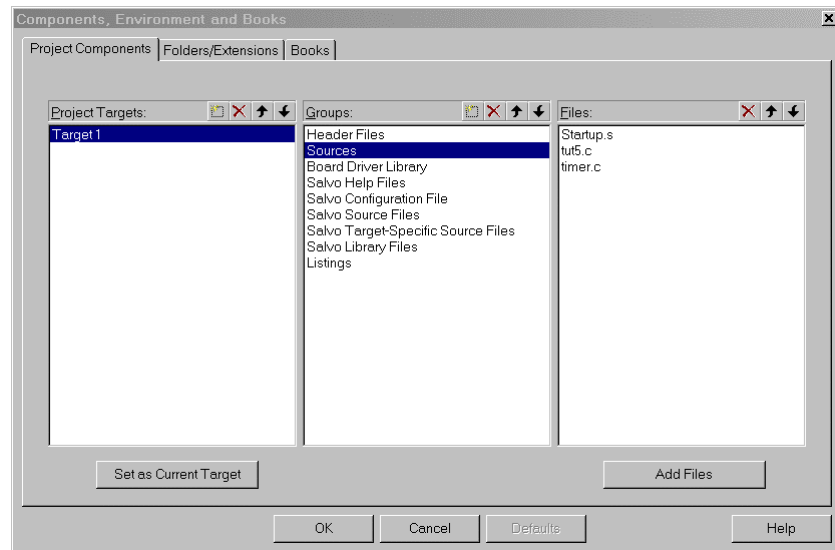 Components, Environment and Books
Project Components Folders/Extensions Books
Project Targets: Groups: Files:
Target 1
Header Files
Sources
Board Driver Library
Salvo Help Files
Salvo Configuration File
Salvo Source Files
Salvo Target-Specific Source Files
Salvo Library Files
Listings
Startup.s
tut5.c
timer.c
Set as Current Target Add Files
OK Cancel Defaults Help